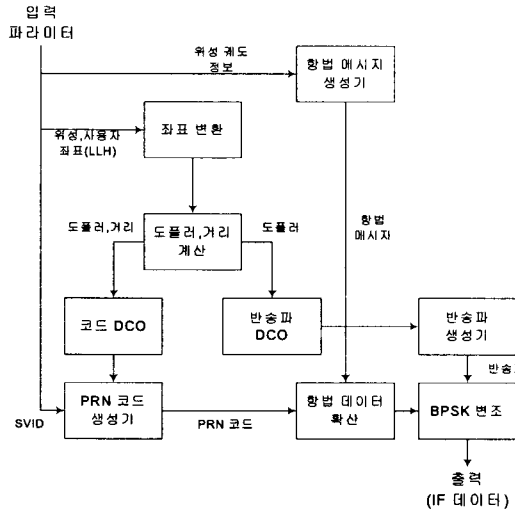 입력
파라미터
위성 궤도
정보
항법 메시지
생성기
위성,사용자
좌표(LLH)
좌표 변환
도플러,거리
도플러,거리
계산
도플러
항법
메시지
코드 DCO
반송파
DCO
반송파
생성기
반송파
PRN 코드
생성기
SVID
PRN 코드
항법 데이터
확산
BPSK 변조
출력
(IF 데이터)